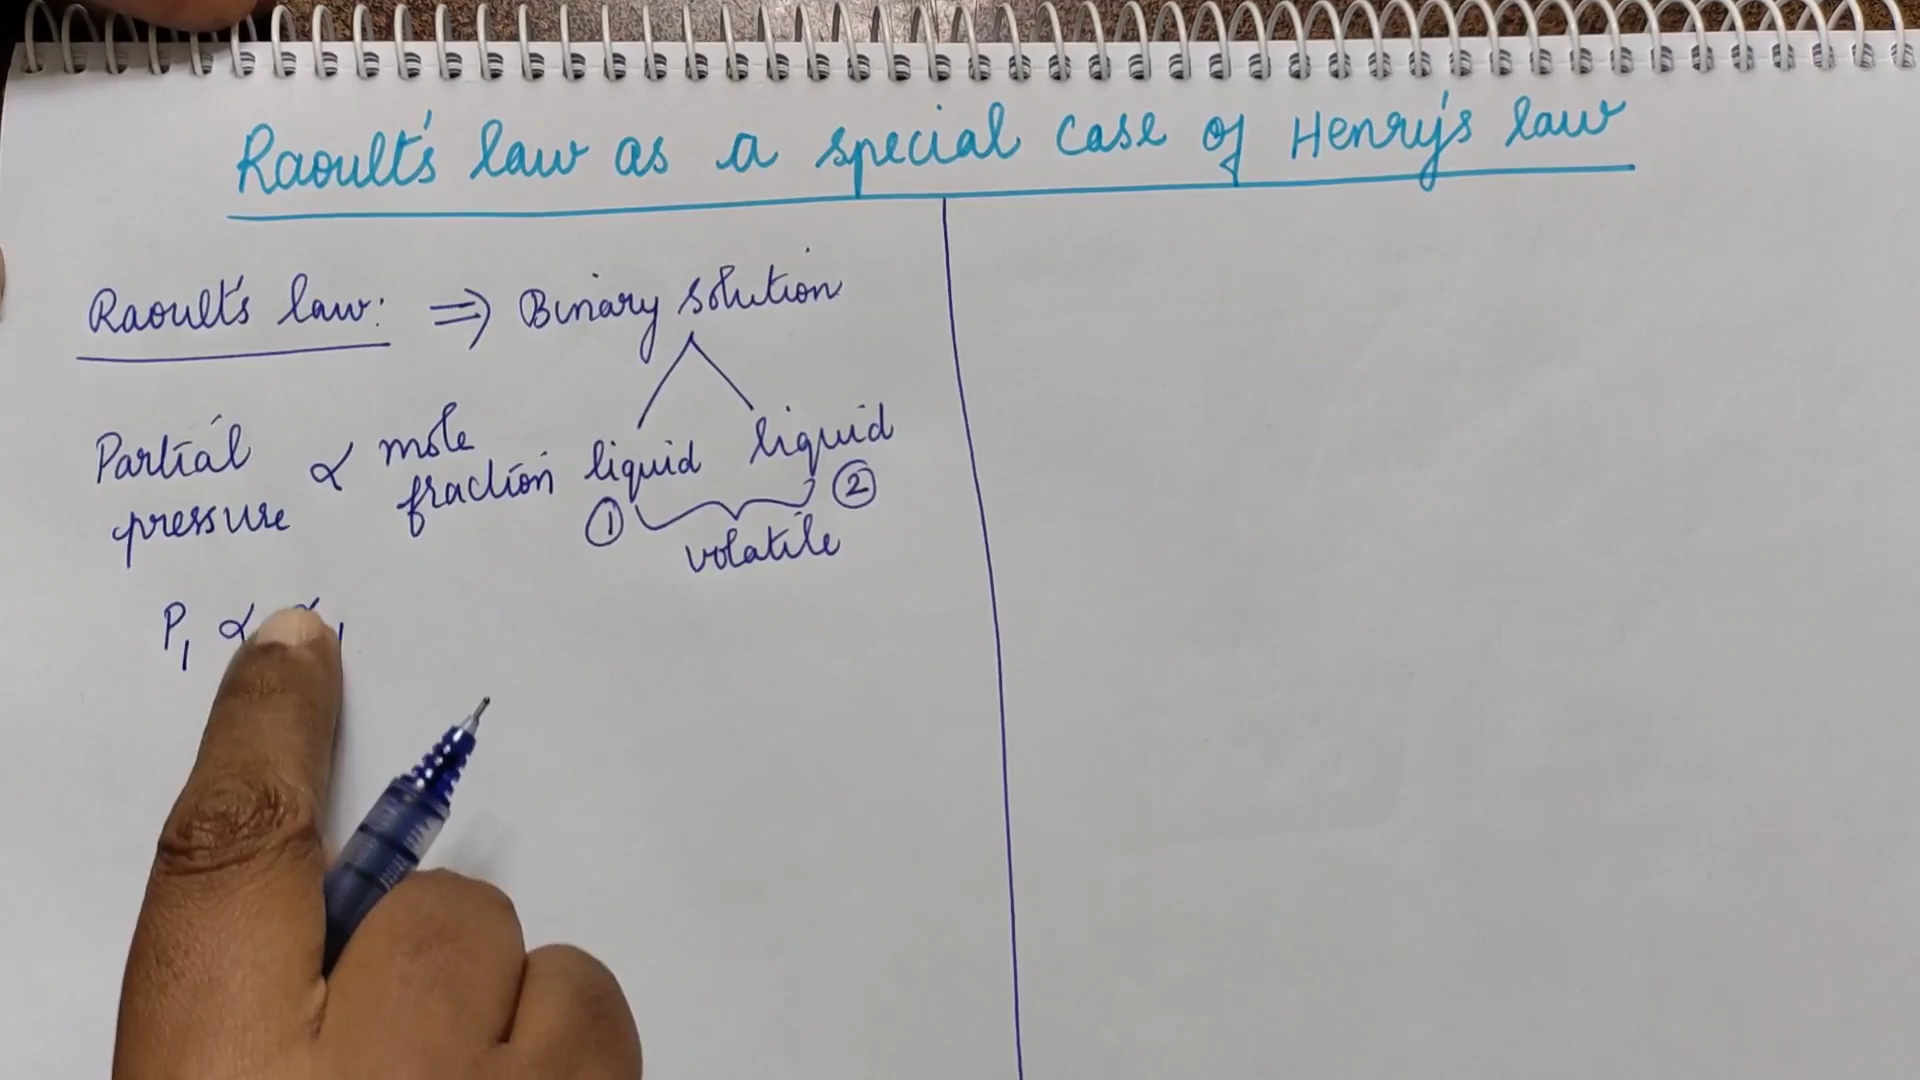 Raoult's law as a special case of Henry's law
Raoult's law: ⇒ Binary solution
Partial pressure ∝ mole fraction
liquid ① liquid ②
volatile
P₁ ∝